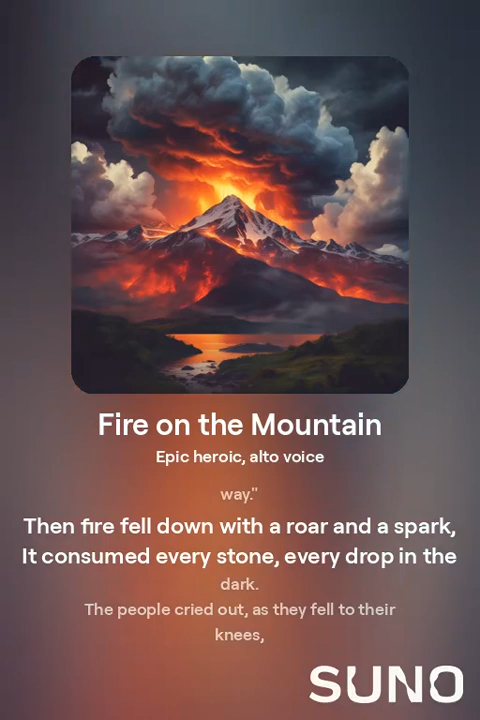 Fire on the Mountain
Epic heroic, alto voice
way."
Then fire fell down with a roar and a spark,
It consumed every stone, every drop in the
dark.
The people cried out, as they fell to their
knees,
SUNO